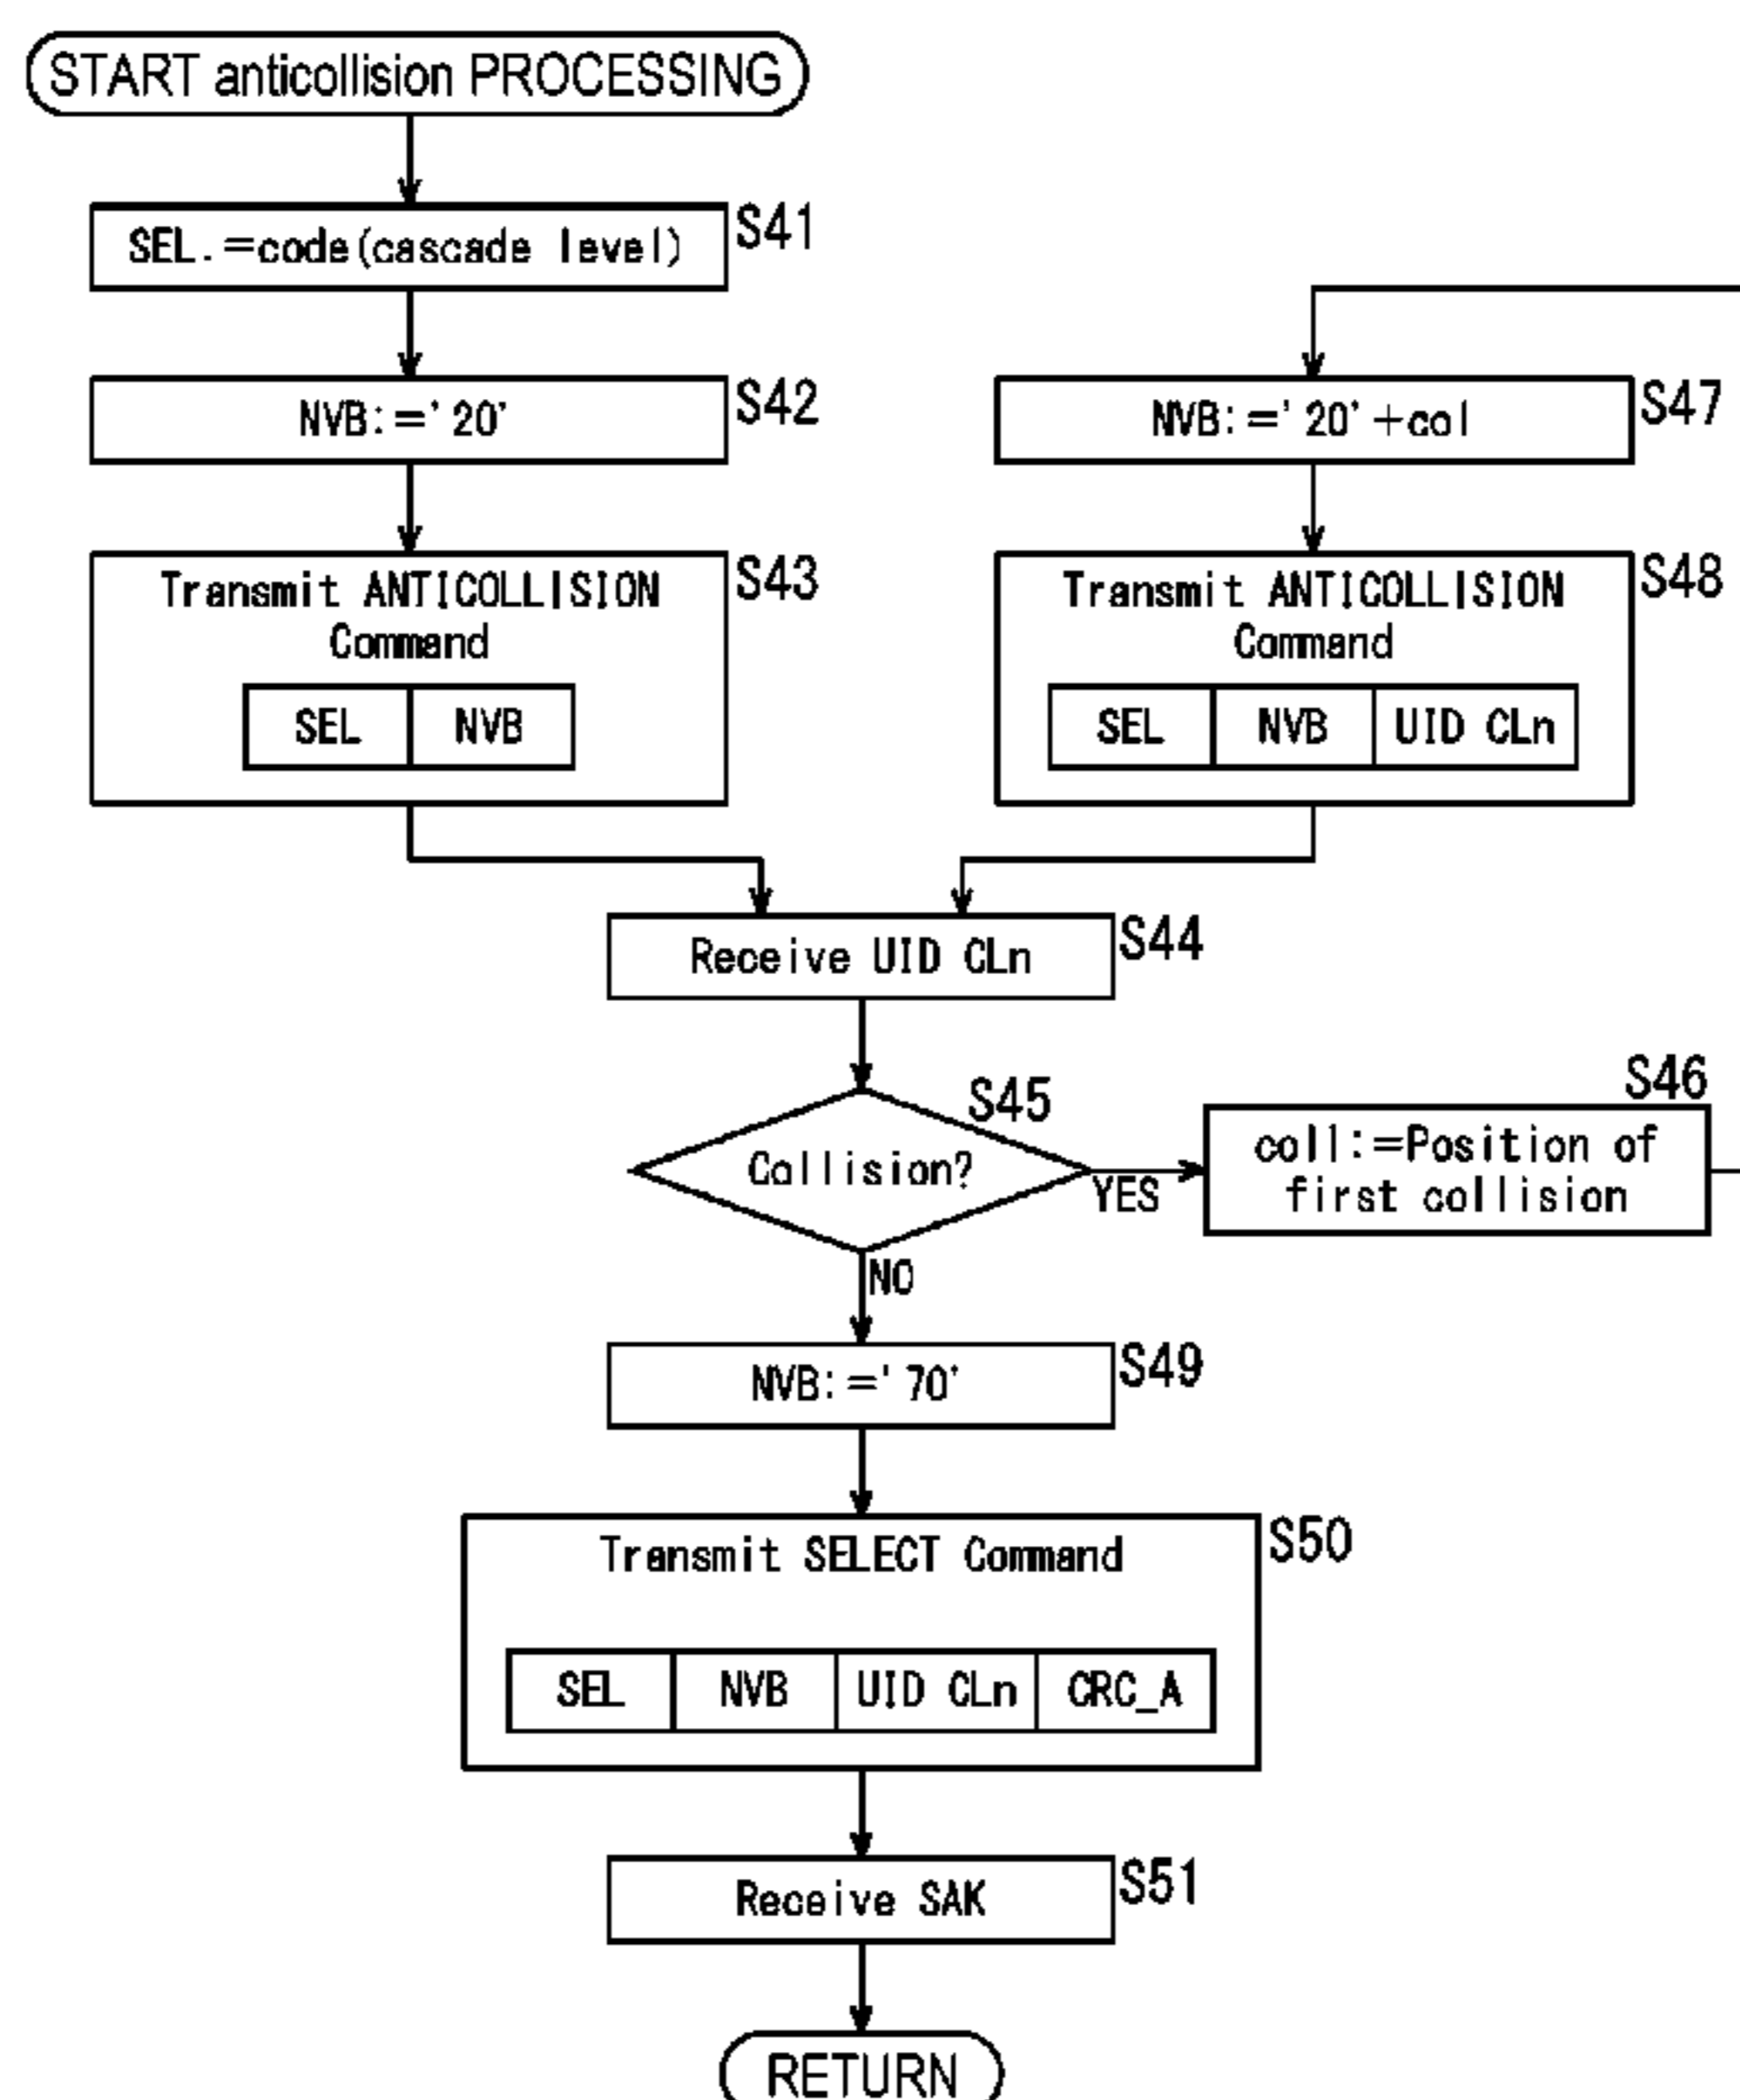 START anticollision PROCESSING
SEL.=code(cascade level)
S41
NVB:='20'
S42
Transmit ANTICOLLISION
Command
SEL NVB
S43
NVB:='20'+col
S47
Transmit ANTICOLLISION
Command
SEL NVB UID CLn
S48
Receive UID CLn
S44
Collision?
S45
YES
NO
coll:=Position of
first collision
S46
NVB:='70'
S49
Transmit SELECT Command
SEL NVB UID CLn CRC_A
S50
Receive SAK
S51
RETURN